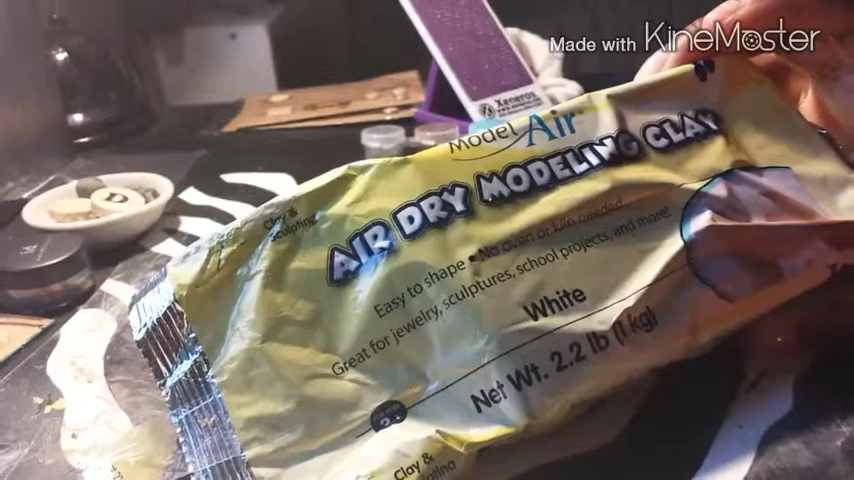 Made with KINEMASTER
Xeneros
Model Air
Clay &
Sculpting
AIR DRY MODELING CLAY
Easy to shape • No oven or kiln needed
Great for jewelry, sculptures, school projects, and more!
White
Net Wt. 2.2 lb (1 kg)
Clay &
D